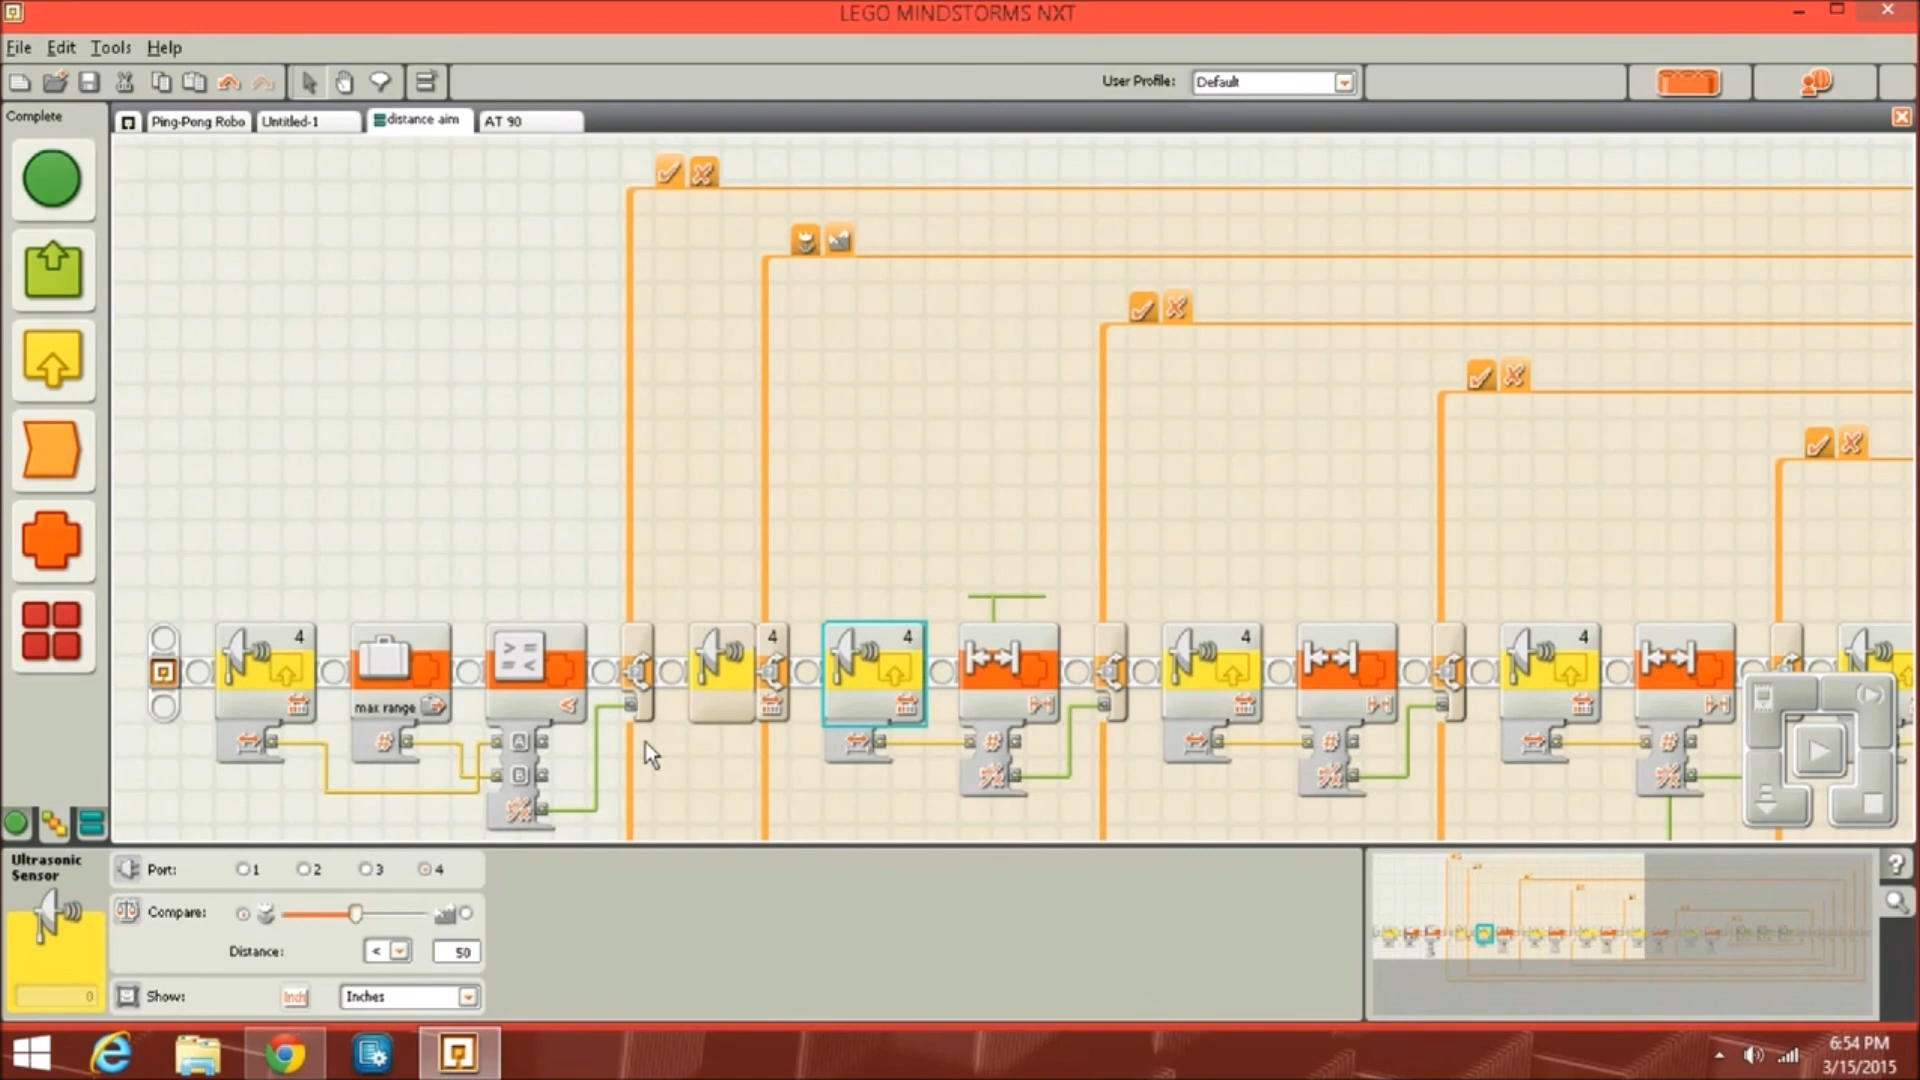 LEGO MINDSTORMS NXT
File Edit Tools Help
User Profile: Default
Complete
Ping-Pong Robo Untitled-1 distance aim AT 90
4 4 4 4 4
max range
A
B
Ultrasonic Sensor
Port: 1 2 3 4
Compare:
Distance: < 50
Show: Inch Inches
0
6:54 PM
3/15/2015